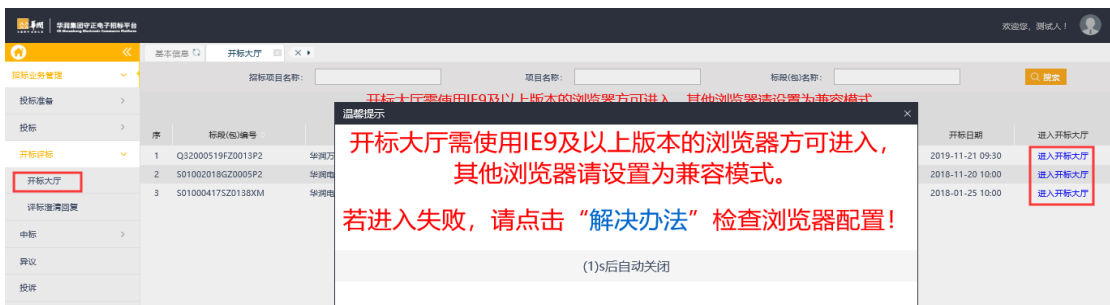 华润 华润集团守正电子招标平台
欢迎您，测试人！
基本信息 开标大厅
招标业务管理
招标项目名称： 项目名称： 标段(包)名称： 搜索
投标准备
开标大厅需使用IE9及以上版本的浏览器方可进入，其他浏览器请设置为兼容模式
温馨提示
投标
序 标段(包)编号 开标日期 进入开标大厅
开标大厅需使用IE9及以上版本的浏览器方可进入，
其他浏览器请设置为兼容模式。
开标评标
1 Q32000519FZ0013P2 华润万 2019-11-21 09:30 进入开标大厅
开标大厅
2 S01002018GZ0005P2 华润电 2018-11-20 10:00 进入开标大厅
3 S01000417SZ0138XM 华润电 2018-01-25 10:00 进入开标大厅
评标澄清回复
若进入失败，请点击“解决办法”检查浏览器配置！
中标
异议
(1)s后自动关闭
投诉